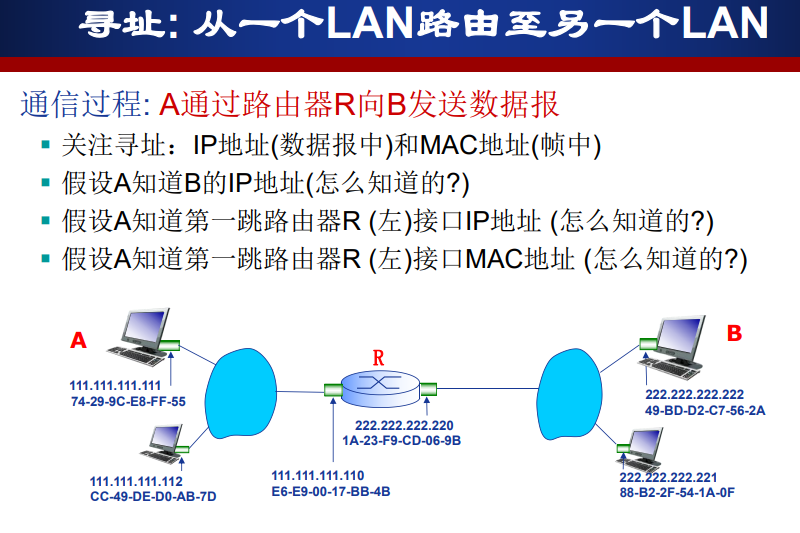 寻址: 从一个LAN路由至另一个LAN
通信过程: A通过路由器R向B发送数据报
关注寻址：IP地址(数据报中)和MAC地址(帧中)
假设A知道B的IP地址(怎么知道的?)
假设A知道第一跳路由器R (左)接口IP地址 (怎么知道的?)
假设A知道第一跳路由器R (左)接口MAC地址 (怎么知道的?)
A
R
B
111.111.111.111
74-29-9C-E8-FF-55
222.222.222.222
49-BD-D2-C7-56-2A
222.222.222.220
1A-23-F9-CD-06-9B
111.111.111.112
CC-49-DE-D0-AB-7D
111.111.111.110
E6-E9-00-17-BB-4B
222.222.222.221
88-B2-2F-54-1A-0F